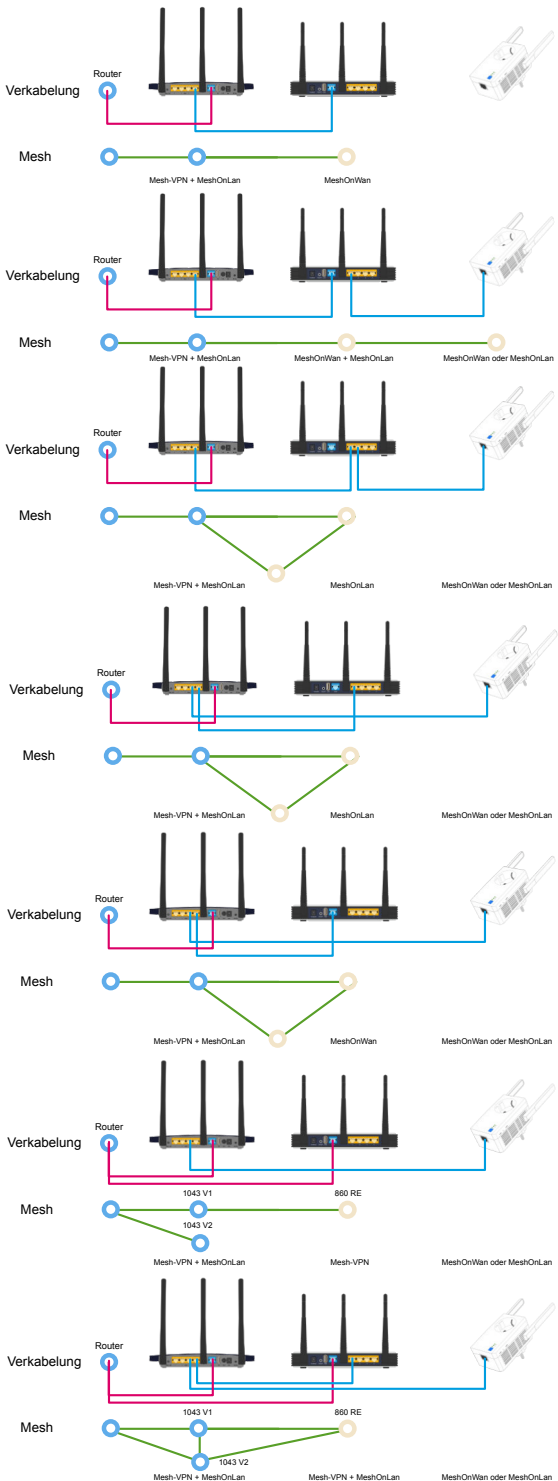 Router
Verkabelung
Mesh
Mesh-VPN + MeshOnLan MeshOnWan
Router
Verkabelung
Mesh
Mesh-VPN + MeshOnLan MeshOnWan + MeshOnLan MeshOnWan oder MeshOnLan
Router
Verkabelung
Mesh
Mesh-VPN + MeshOnLan MeshOnLan MeshOnWan oder MeshOnLan
Router
Verkabelung
Mesh
Mesh-VPN + MeshOnLan MeshOnLan MeshOnWan oder MeshOnLan
Router
Verkabelung
Mesh
Mesh-VPN + MeshOnLan MeshOnWan MeshOnWan oder MeshOnLan
Router
Verkabelung
1043 V1 860 RE
Mesh
1043 V2
Mesh-VPN + MeshOnLan Mesh-VPN MeshOnWan oder MeshOnLan
Router
Verkabelung
1043 V1 860 RE
Mesh
1043 V2
Mesh-VPN + MeshOnLan Mesh-VPN + MeshOnLan MeshOnWan oder MeshOnLan